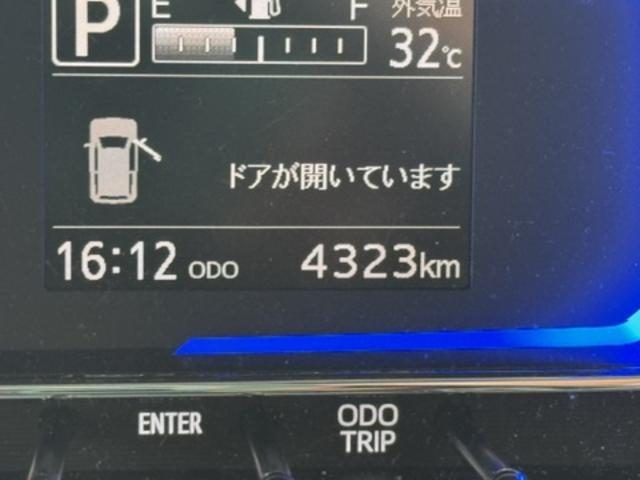 P
E F 外気温
32℃
ドアが開いています
16:12 ODO 4323km
ENTER
ODO
TRIP